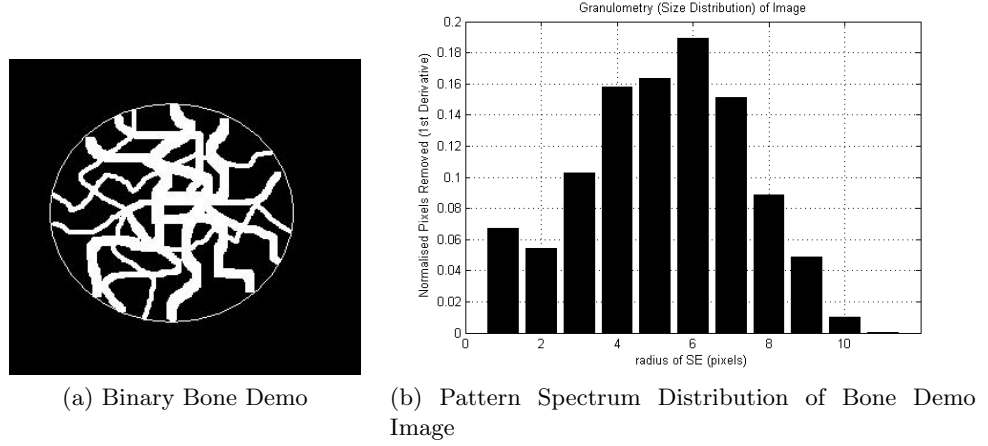 Granulometry (Size Distribution) of Image
Normalised Pixels Removed (1st Derivative)
0.2
0.18
0.16
0.14
0.12
0.1
0.08
0.06
0.04
0.02
0
0 2 4 6 8 10
radius of SE (pixels)
(a) Binary Bone Demo
(b) Pattern Spectrum Distribution of Bone Demo
Image